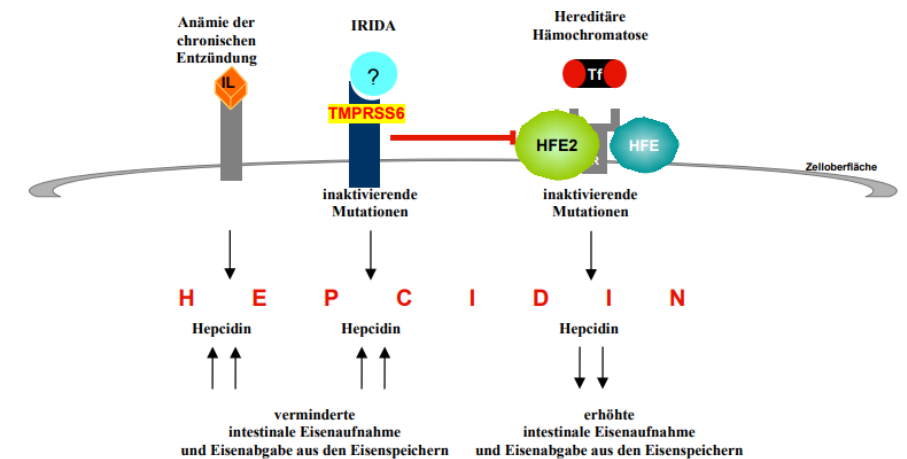 Anämie der
chronischen
Entzündung
IRIDA
Hereditäre
Hämochromatose
IL
?
Tf
TMPRSS6
HFE2
R
HFE
Zelloberfläche
inaktivierende
Mutationen
inaktivierende
Mutationen
H E P C I D I N
Hepcidin
Hepcidin
Hepcidin
verminderte
intestinale Eisenaufnahme
und Eisenabgabe aus den Eisenspeichern
erhöhte
intestinale Eisenaufnahme
und Eisenabgabe aus den Eisenspeichern